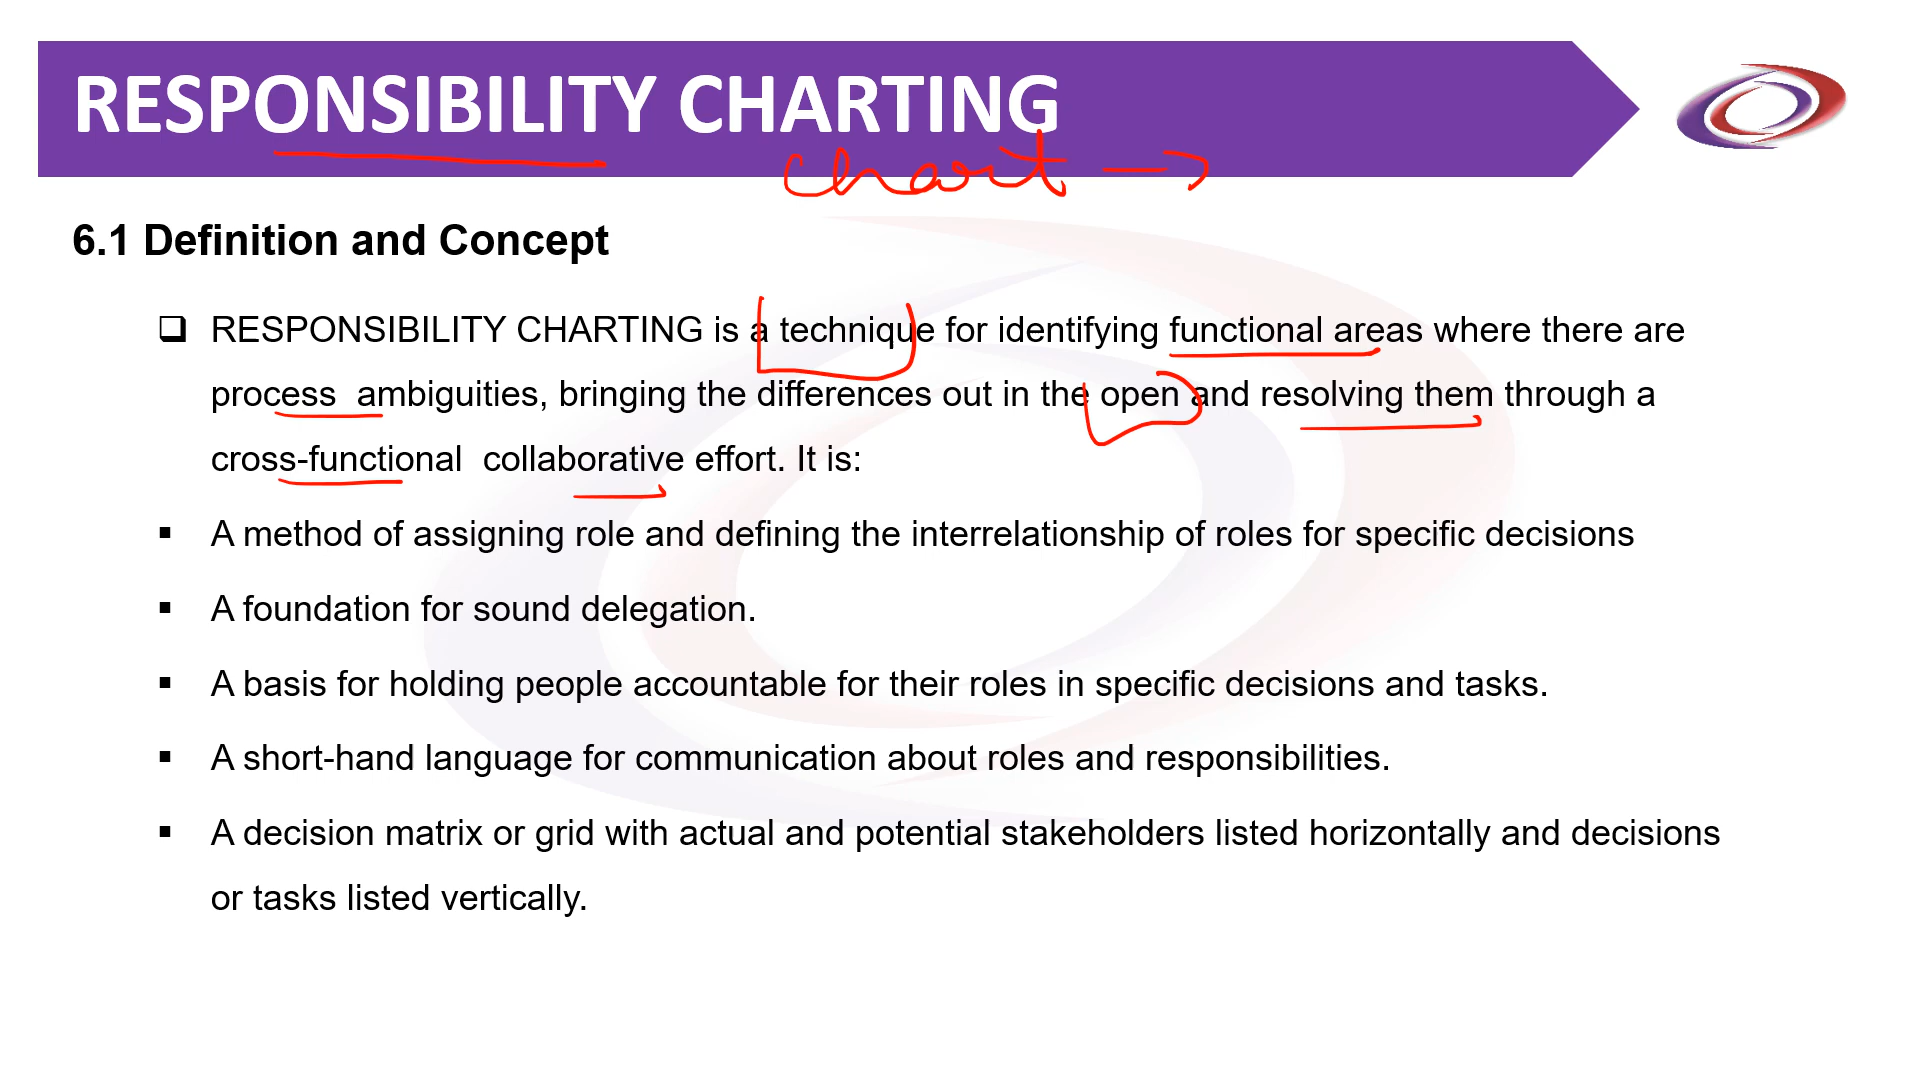 RESPONSIBILITY CHARTING
chart →
6.1 Definition and Concept
❑ RESPONSIBILITY CHARTING is a technique for identifying functional areas where there are
process ambiguities, bringing the differences out in the open and resolving them through a
cross-functional collaborative effort. It is:
▪ A method of assigning role and defining the interrelationship of roles for specific decisions
▪ A foundation for sound delegation.
▪ A basis for holding people accountable for their roles in specific decisions and tasks.
▪ A short-hand language for communication about roles and responsibilities.
▪ A decision matrix or grid with actual and potential stakeholders listed horizontally and decisions
or tasks listed vertically.